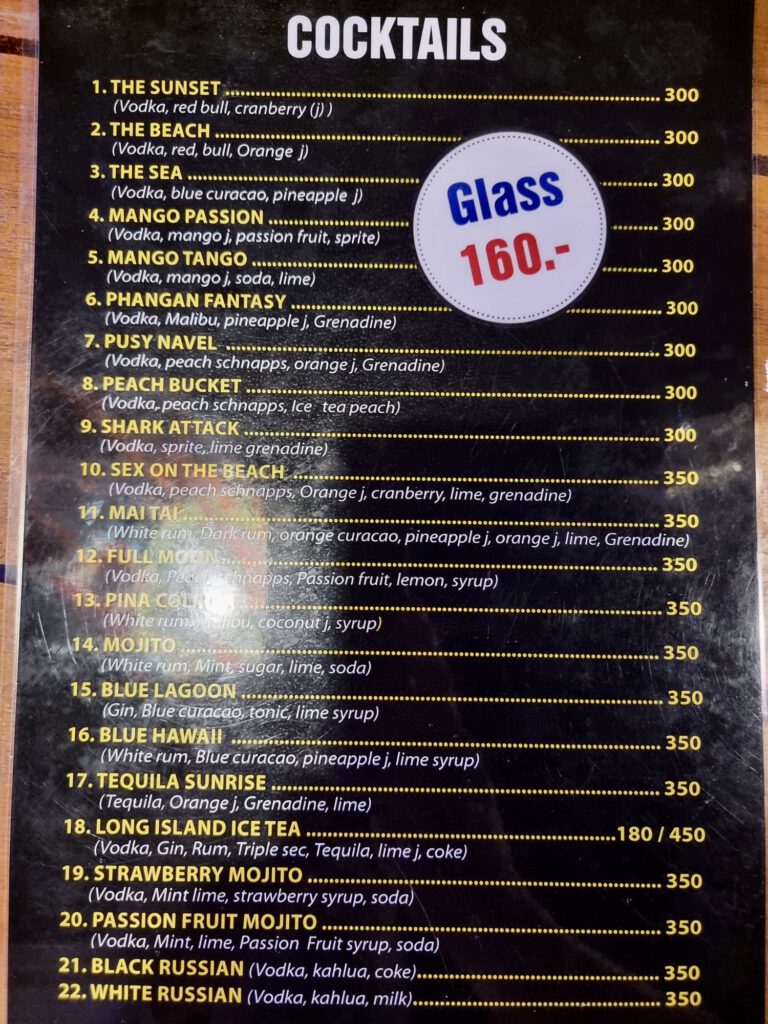 COCKTAILS
1. THE SUNSET ........ 300
(Vodka, red bull, cranberry (j) )
2. THE BEACH ........ 300
(Vodka, red, bull, Orange j)
3. THE SEA ........ 300
(Vodka, blue curacao, pineapple j)
Glass
160.-
4. MANGO PASSION ........ 300
(Vodka, mango j, passion fruit, sprite)
5. MANGO TANGO ........ 300
(Vodka, mango j, soda, lime)
6. PHANGAN FANTASY ........ 300
(Vodka, Malibu, pineapple j, Grenadine)
7. PUSY NAVEL ........ 300
(Vodka, peach schnapps, orange j, Grenadine)
8. PEACH BUCKET ........ 300
(Vodka, peach schnapps, Ice tea peach)
9. SHARK ATTACK ........ 300
(Vodka, sprite, lime grenadine)
10. SEX ON THE BEACH ........ 350
(Vodka, peach schnapps, Orange j, cranberry, lime, grenadine)
11. MAI TAI ........ 350
(White rum, Dark rum, orange curacao, pineapple j, orange j, lime, Grenadine)
12. FULL MOON ........ 350
(Vodka, Peach schnapps, Passion fruit, lemon, syrup)
13. PINA ........ 350
(White rum, coconut j, syrup)
14. MOJITO ........ 350
(White rum, Mint, sugar, lime, soda)
15. BLUE LAGOON ........ 350
(Gin, Blue curacao, tonic, lime syrup)
16. BLUE HAWAII ........ 350
(White rum, Blue curacao, pineapple j, lime syrup)
17. TEQUILA SUNRISE ........ 350
(Tequila, Orange j, Grenadine, lime)
18. LONG ISLAND ICE TEA ........ 180 / 450
(Vodka, Gin, Rum, Triple sec, Tequila, lime j, coke)
19. STRAWBERRY MOJITO ........ 350
(Vodka, Mint lime, strawberry syrup, soda)
20. PASSION FRUIT MOJITO ........ 350
(Vodka, Mint, lime, Passion Fruit syrup, soda)
21. BLACK RUSSIAN (Vodka, kahlua, coke)........ 350
22. WHITE RUSSIAN (Vodka, kahlua, milk)........ 350